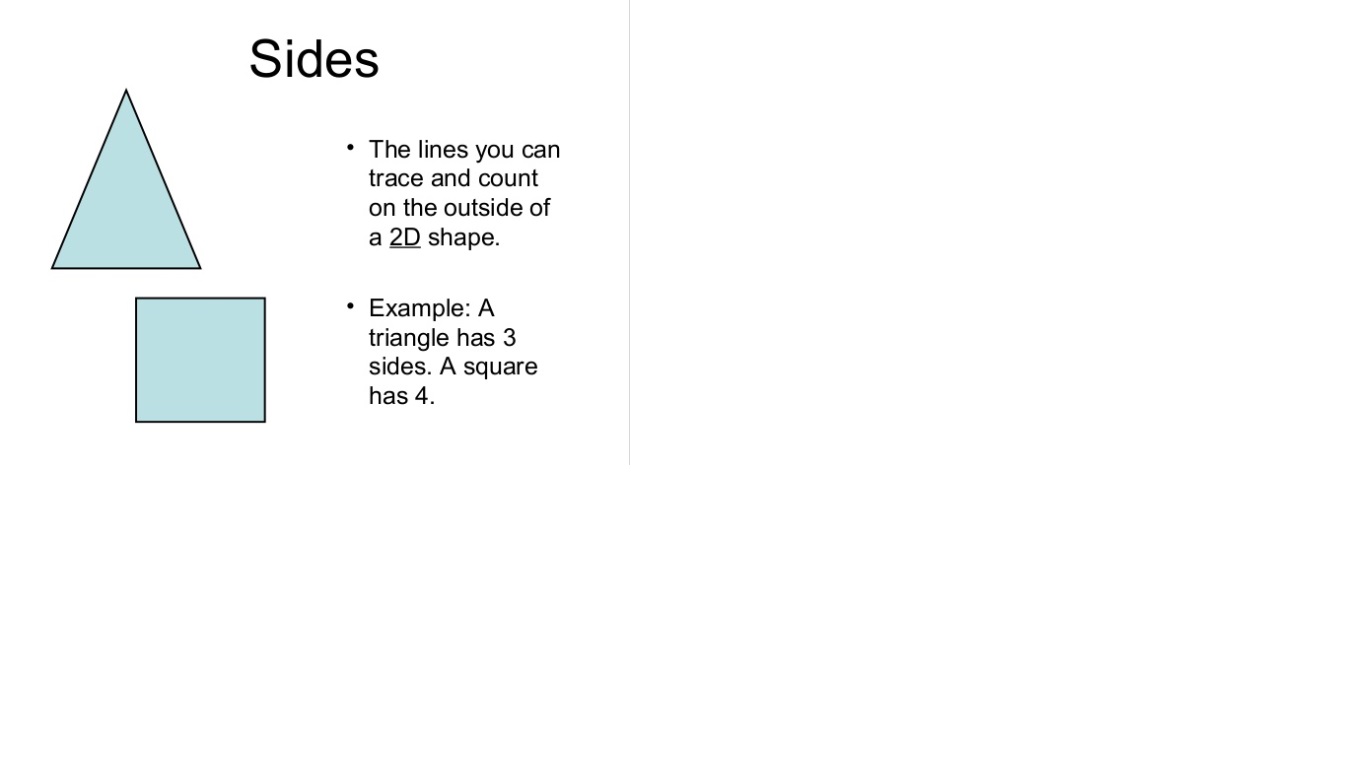 Sides
• The lines you can
trace and count
on the outside of
a 2D shape.
• Example: A
triangle has 3
sides. A square
has 4.